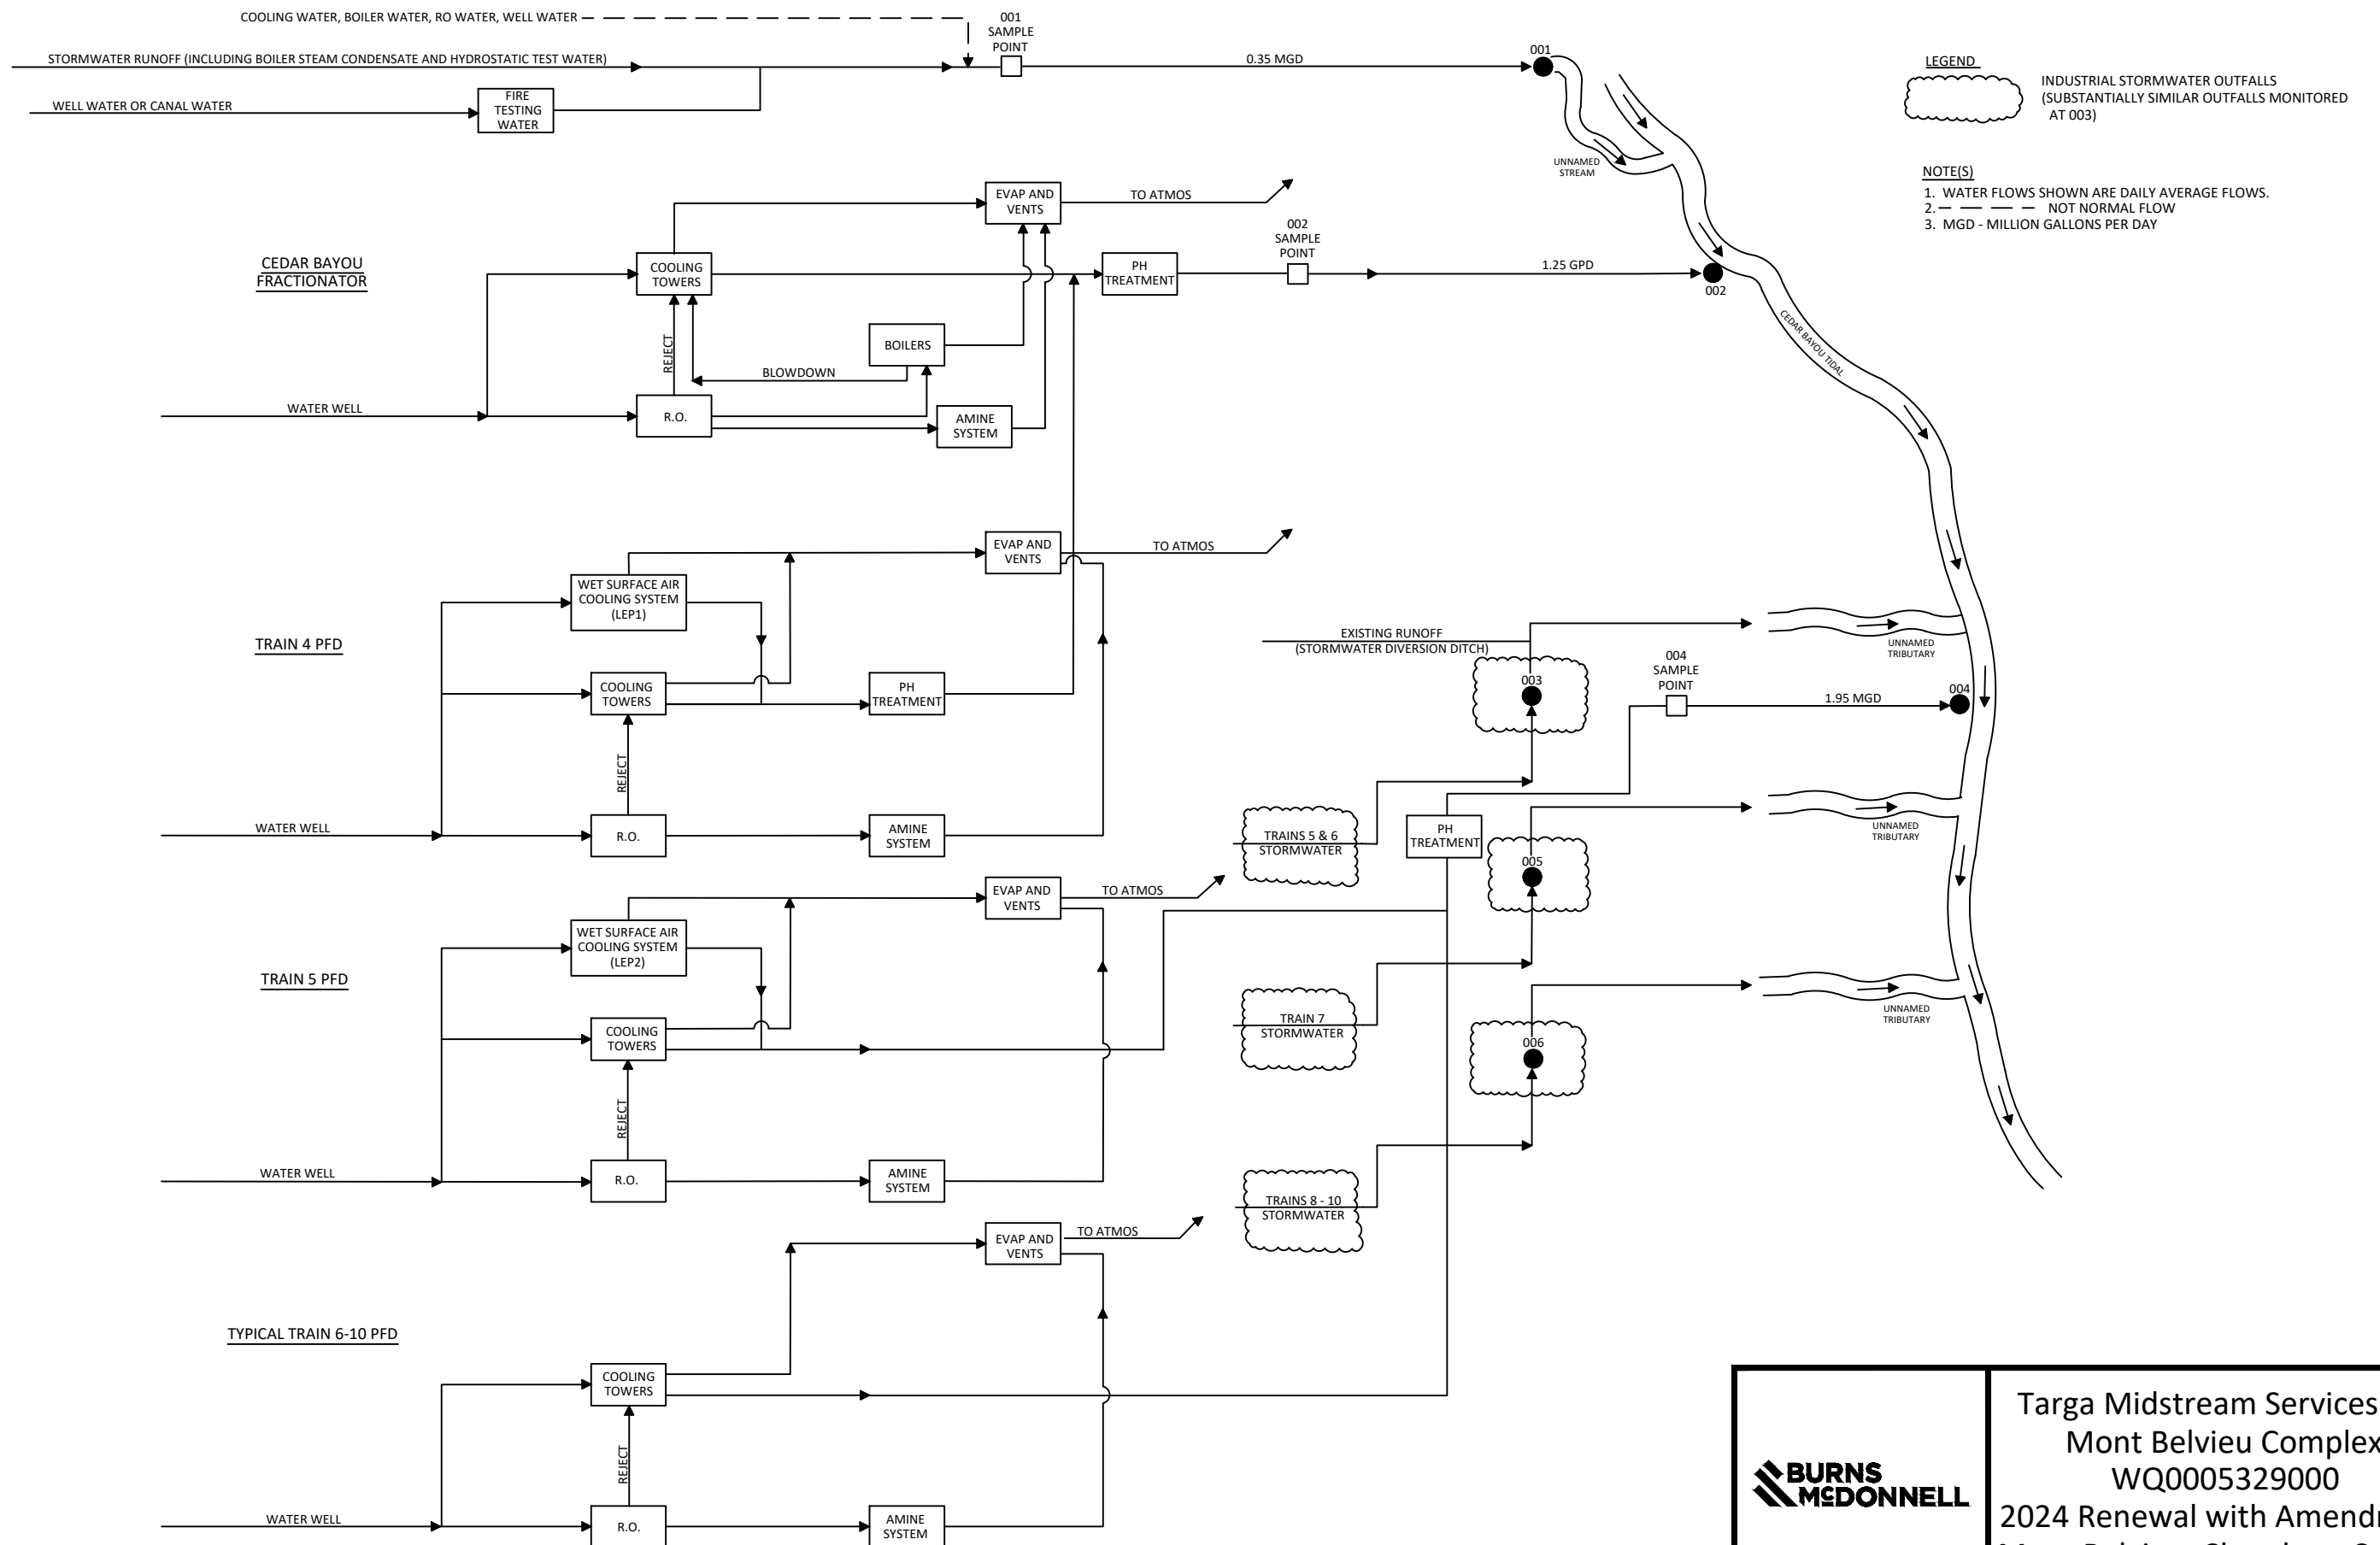 COOLING WATER, BOILER WATER, RO WATER, WELL WATER
001
SAMPLE
POINT
STORMWATER RUNOFF (INCLUDING BOILER STEAM CONDENSATE AND HYDROSTATIC TEST WATER)
0.35 MGD
001
WELL WATER OR CANAL WATER
FIRE
TESTING
WATER
UNNAMED
STREAM
LEGEND
INDUSTRIAL STORMWATER OUTFALLS
(SUBSTANTIALLY SIMILAR OUTFALLS MONITORED
AT 003)
NOTE(S)
1. WATER FLOWS SHOWN ARE DAILY AVERAGE FLOWS.
2. — — — — NOT NORMAL FLOW
3. MGD - MILLION GALLONS PER DAY
CEDAR BAYOU
FRACTIONATOR
EVAP AND
VENTS
TO ATMOS
COOLING
TOWERS
PH
TREATMENT
002
SAMPLE
POINT
1.25 GPD
002
CEDAR BAYOU TIDAL
BOILERS
REJECT
BLOWDOWN
WATER WELL
R.O.
AMINE
SYSTEM
TRAIN 4 PFD
EVAP AND
VENTS
TO ATMOS
WET SURFACE AIR
COOLING SYSTEM
(LEP1)
COOLING
TOWERS
PH
TREATMENT
REJECT
WATER WELL
R.O.
AMINE
SYSTEM
EXISTING RUNOFF
(STORMWATER DIVERSION DITCH)
003
UNNAMED
TRIBUTARY
004
SAMPLE
POINT
1.95 MGD
004
TRAINS 5 & 6
STORMWATER
PH
TREATMENT
005
UNNAMED
TRIBUTARY
TRAIN 5 PFD
EVAP AND
VENTS
TO ATMOS
WET SURFACE AIR
COOLING SYSTEM
(LEP2)
COOLING
TOWERS
REJECT
WATER WELL
R.O.
AMINE
SYSTEM
TRAIN 7
STORMWATER
006
UNNAMED
TRIBUTARY
TRAINS 8 - 10
STORMWATER
TYPICAL TRAIN 6-10 PFD
EVAP AND
VENTS
TO ATMOS
COOLING
TOWERS
REJECT
WATER WELL
R.O.
AMINE
SYSTEM
BURNS
McDONNELL
Targa Midstream Services
Mont Belvieu Complex
WQ0005329000
2024 Renewal with